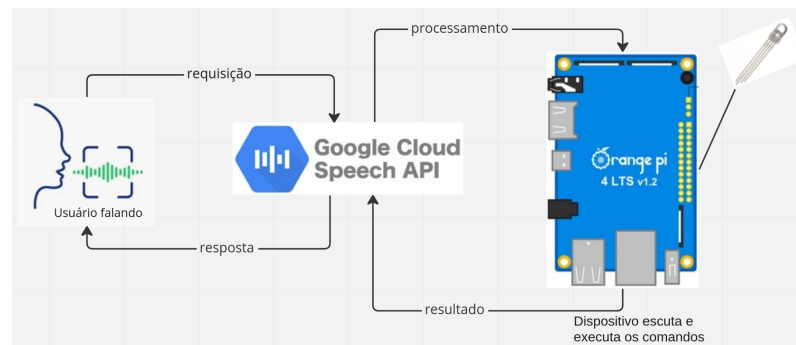 processamento
requisição
Google Cloud
Speech API
Orange pi
4 LTS v1.2
Usuário falando
resposta
resultado
Dispositivo escuta e
executa os comandos